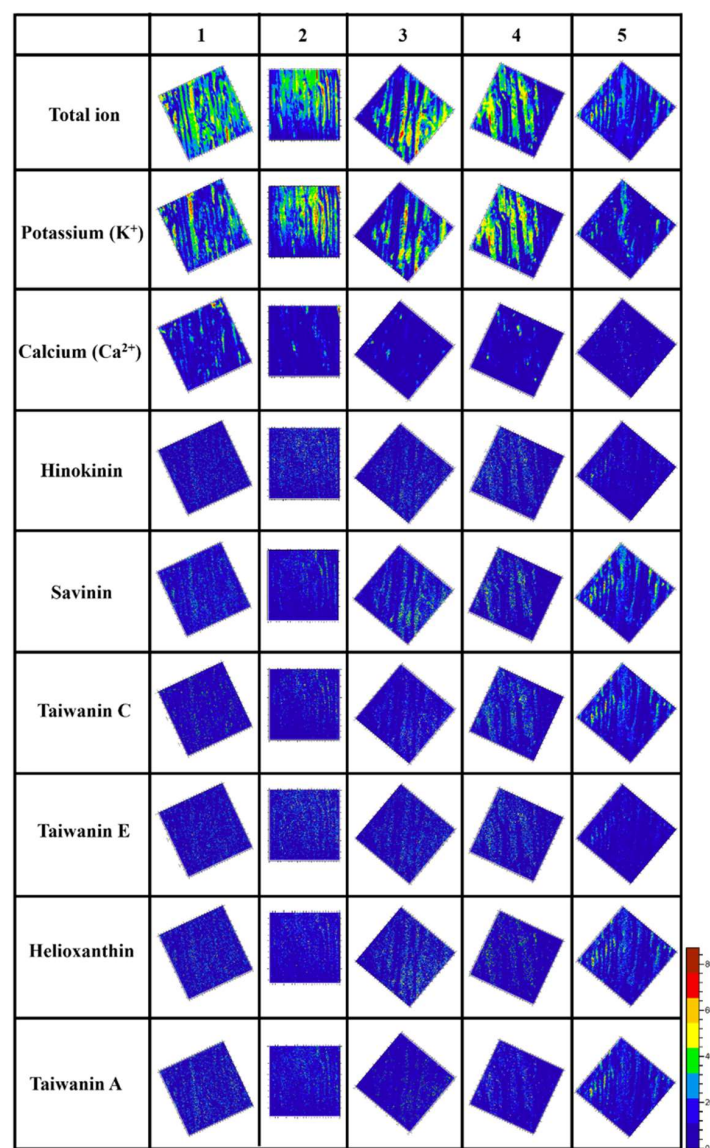 1 2 3 4 5
Total ion
Potassium (K⁺)
Calcium (Ca²⁺)
Hinokinin
Savinin
Taiwanin C
Taiwanin E
Helioxanthin
8
6
4
Taiwanin A
2
0